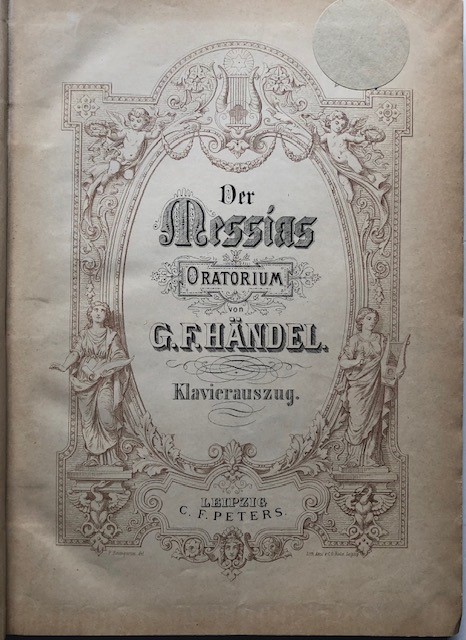 Der
Messias
ORATORIUM
von
G. F. HÄNDEL.
Klavierauszug.
LEIPZIG
C. F. PETERS.